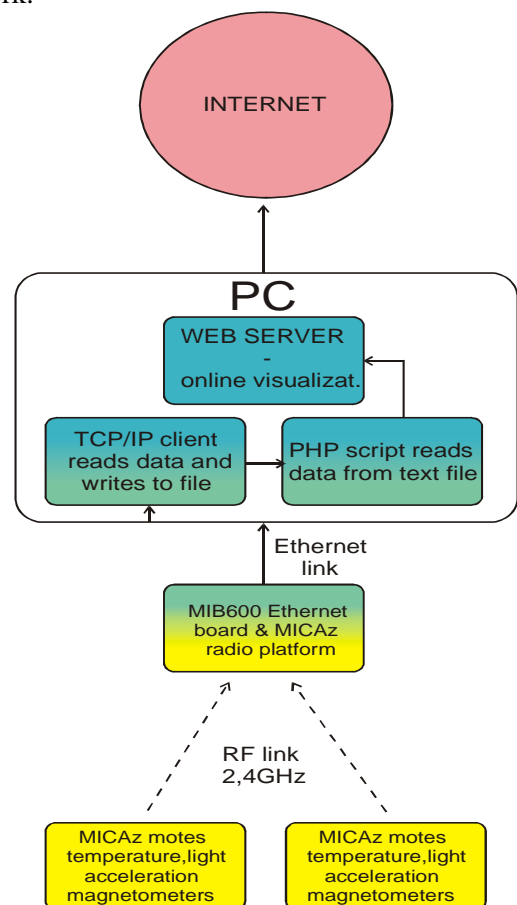 INTERNET
PC
WEB SERVER
-
online visualizat.
TCP/IP client
reads data and
writes to file
PHP script reads
data from text file
Ethernet
link
MIB600 Ethernet
board & MICAz
radio platform
RF link
2,4GHz
MICAz motes
temperature,light
acceleration
magnetometers
MICAz motes
temperature,light
acceleration
magnetometers